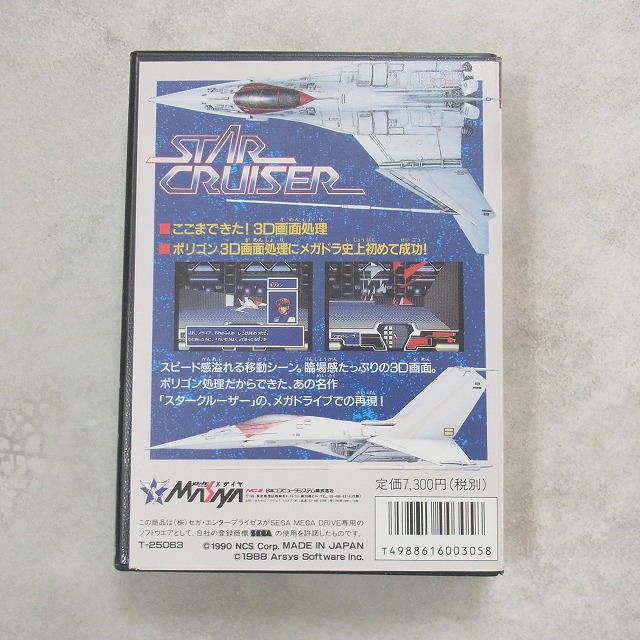 STAR
CRUISER
■ここまできた!3D画面処理
■ポリゴン3D画面処理にメガドラ史上初めて成功!
スピード感溢れる移動シーン。臨場感たっぷりの3D画面。
ポリゴン処理だからできた、あの名作
「スタークルーザー」の、メガドライブでの再現!
メサイヤ
MASAYA
NCS 日本コンピュータシステム株式会社
定価7,300円(税別)
この商品は(株)セガ・エンタープライゼスがSEGA MEGA DRIVE専用の
ソフトウエアとして、自社の登録商標 SEGA の使用を許諾したものです。
T-25063
©1990 NCS Corp. MADE IN JAPAN
©1988 Arsys Software Inc.
T4988616003058